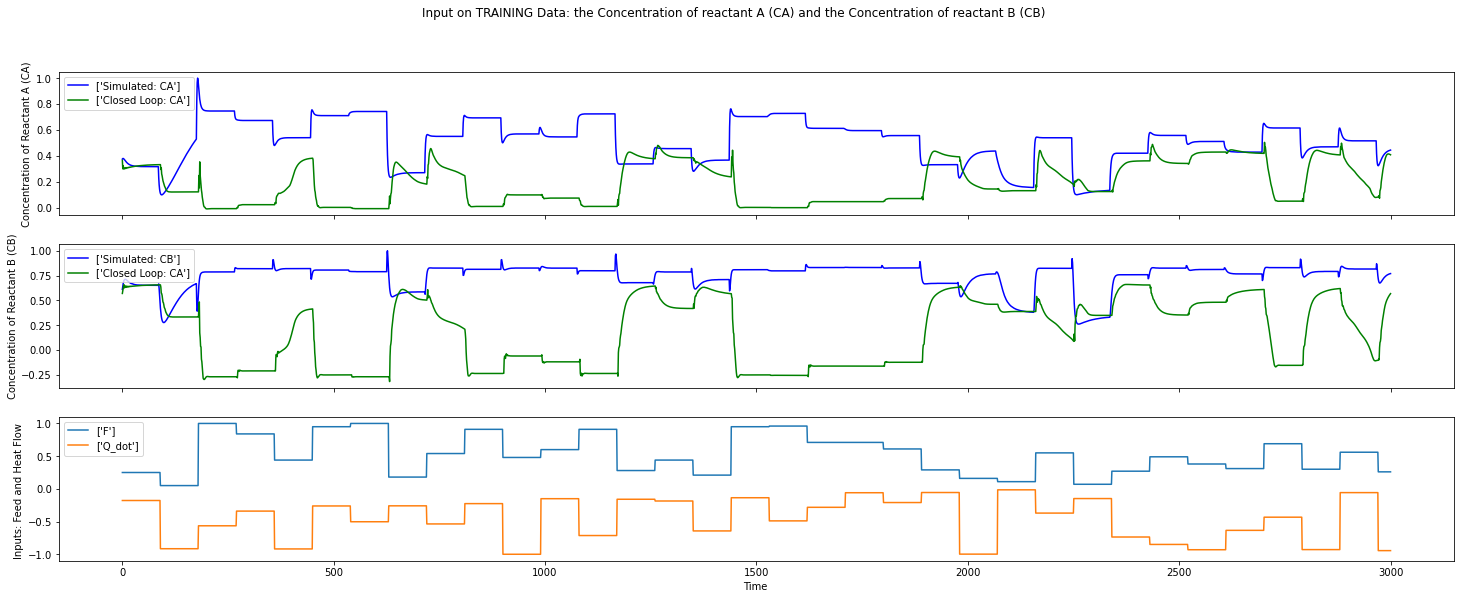 Input on TRAINING Data: the Concentration of reactant A (CA) and the Concentration of reactant B (CB)
Concentration of Reactant A (CA)
1.0
0.8
0.6
0.4
0.2
0.0
['Simulated: CA']
['Closed Loop: CA']
Concentration of Reactant B (CB)
1.00
0.75
0.50
0.25
0.00
−0.25
['Simulated: CB']
['Closed Loop: CA']
Inputs: Feed and Heat Flow
1.0
0.5
0.0
−0.5
−1.0
['F']
['Q_dot']
0 500 1000 1500 2000 2500 3000
Time